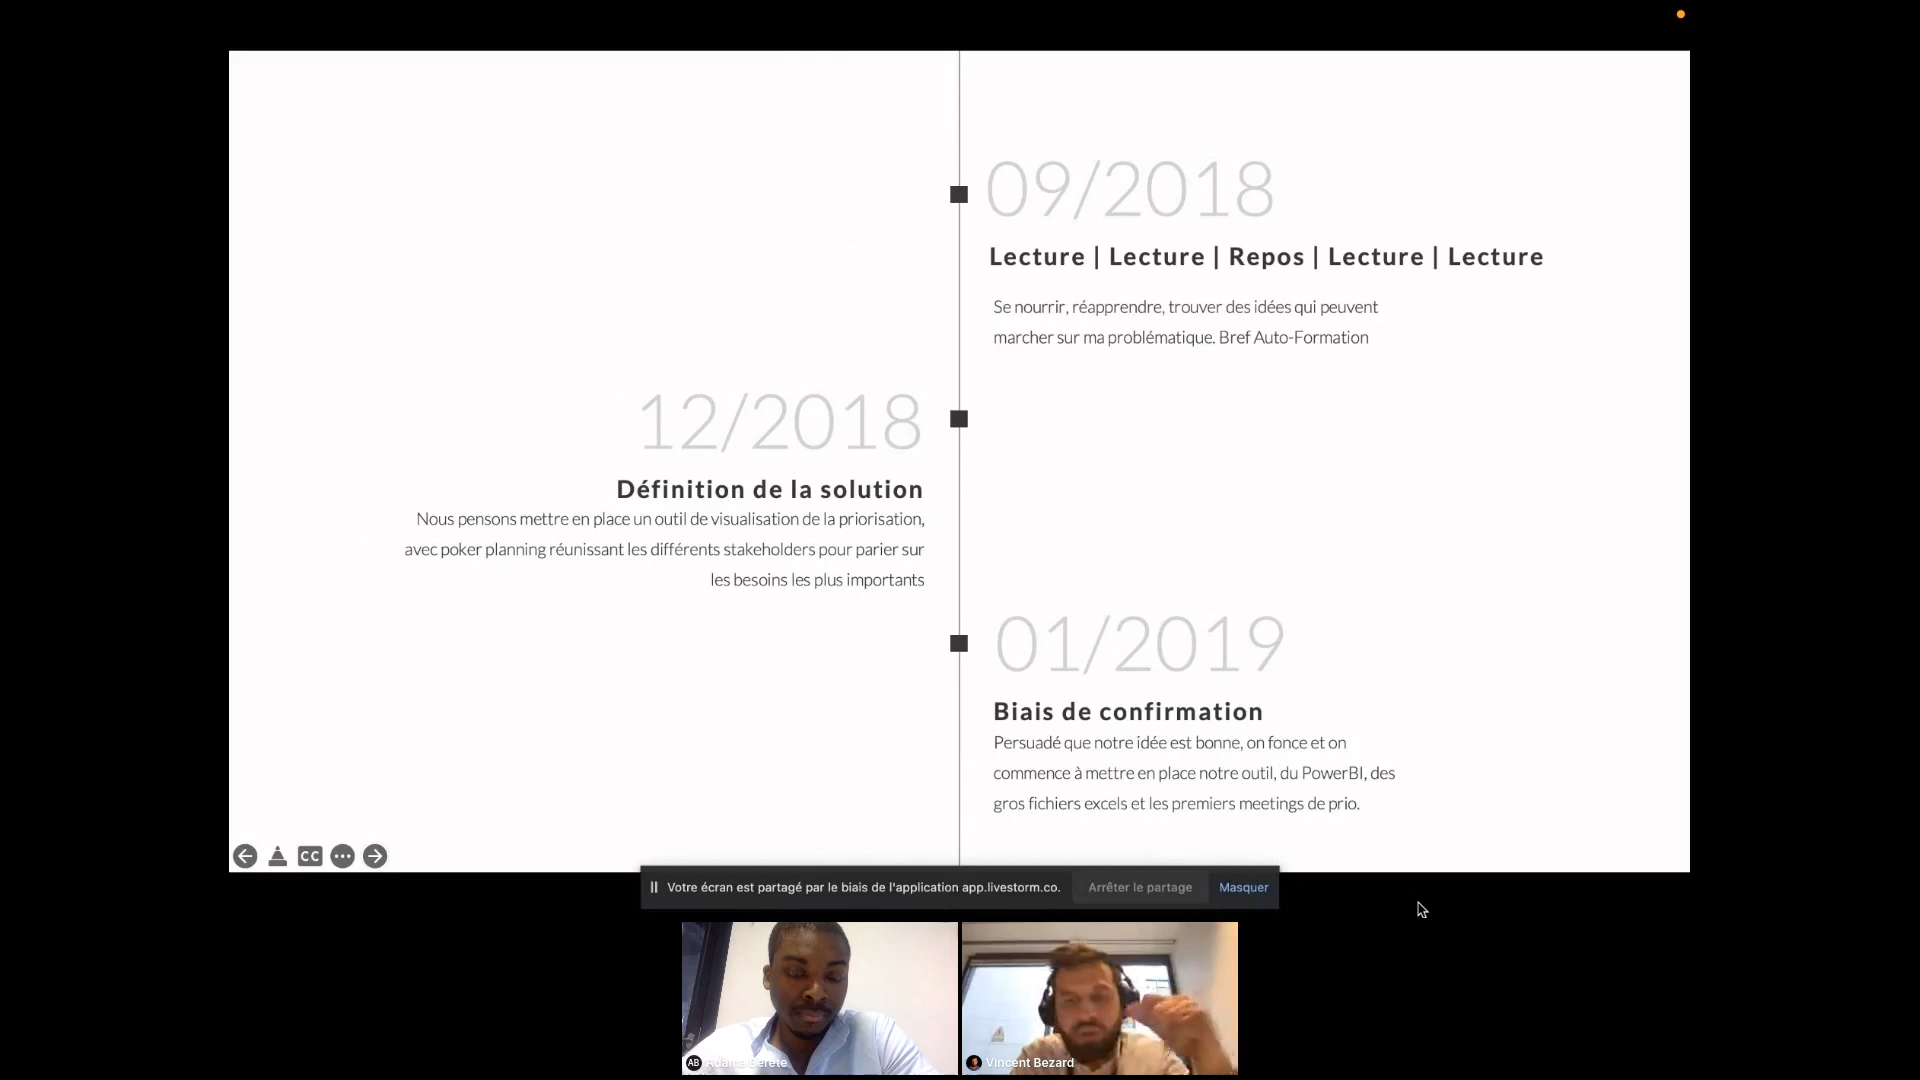 09/2018
Lecture | Lecture | Repos | Lecture | Lecture
Se nourrir, réapprendre, trouver des idées qui peuvent
marcher sur ma problématique. Bref Auto-Formation
12/2018
Définition de la solution
Nous pensons mettre en place un outil de visualisation de la priorisation,
avec poker planning réunissant les différents stakeholders pour parier sur
les besoins les plus importants
01/2019
Biais de confirmation
Persuadé que notre idée est bonne, on fonce et on
commence à mettre en place notre outil, du PowerBI, des
gros fichiers excels et les premiers meetings de prio.
CC
Votre écran est partagé par le biais de l'application app.livestorm.co. Arrêter le partage Masquer
AB
Vincent Bezard